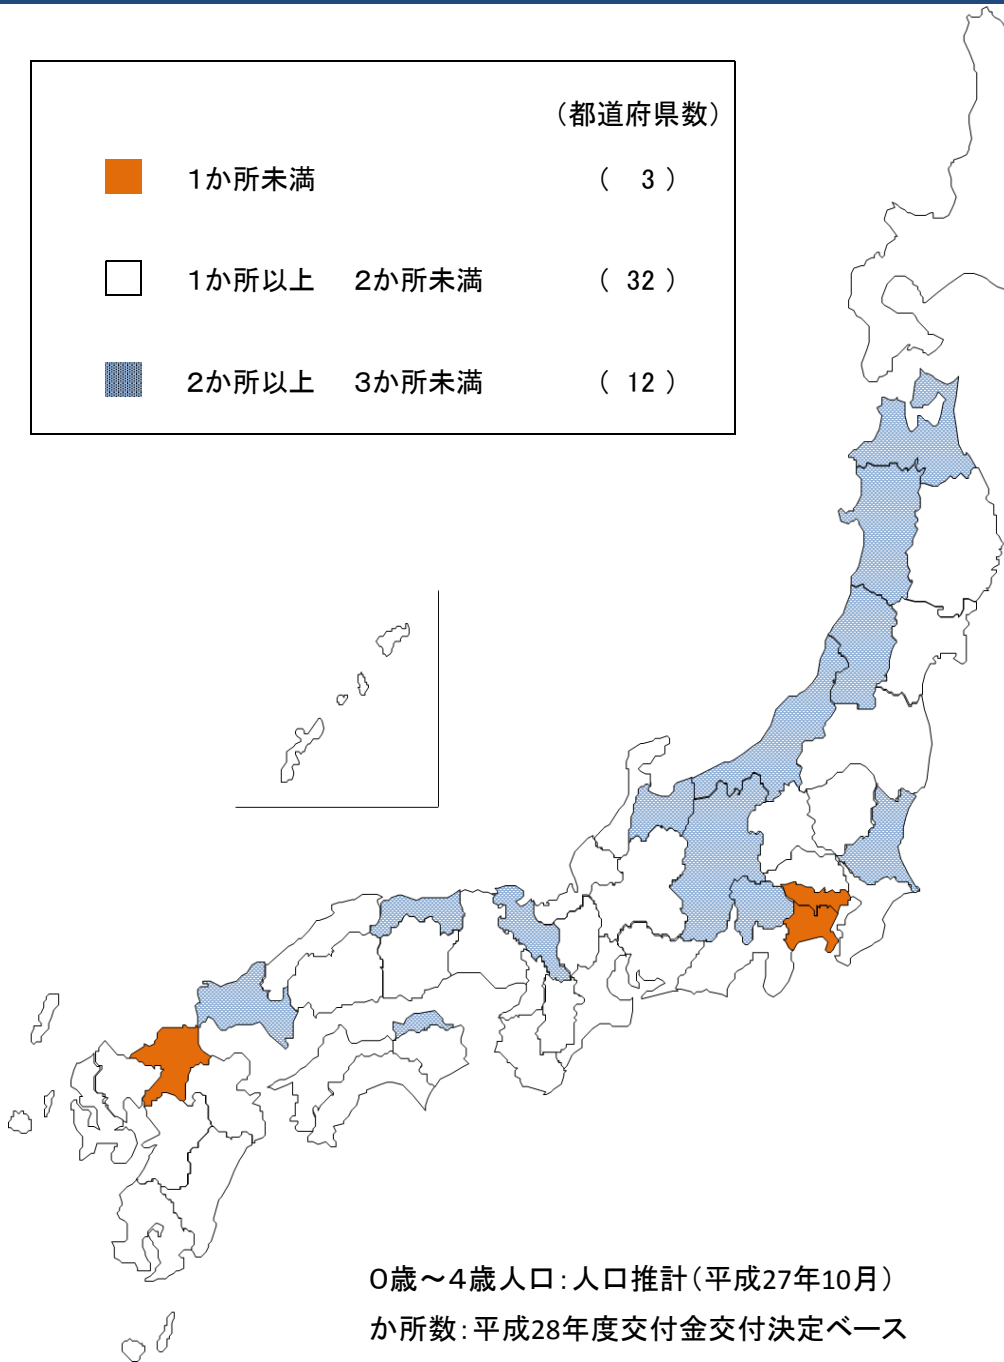 （都道府県数）
1か所未満 （ 3 ）
1か所以上 2か所未満 （ 32 ）
2か所以上 3か所未満 （ 12 ）
0歳～4歳人口：人口推計（平成27年10月）
か所数：平成28年度交付金交付決定ベース